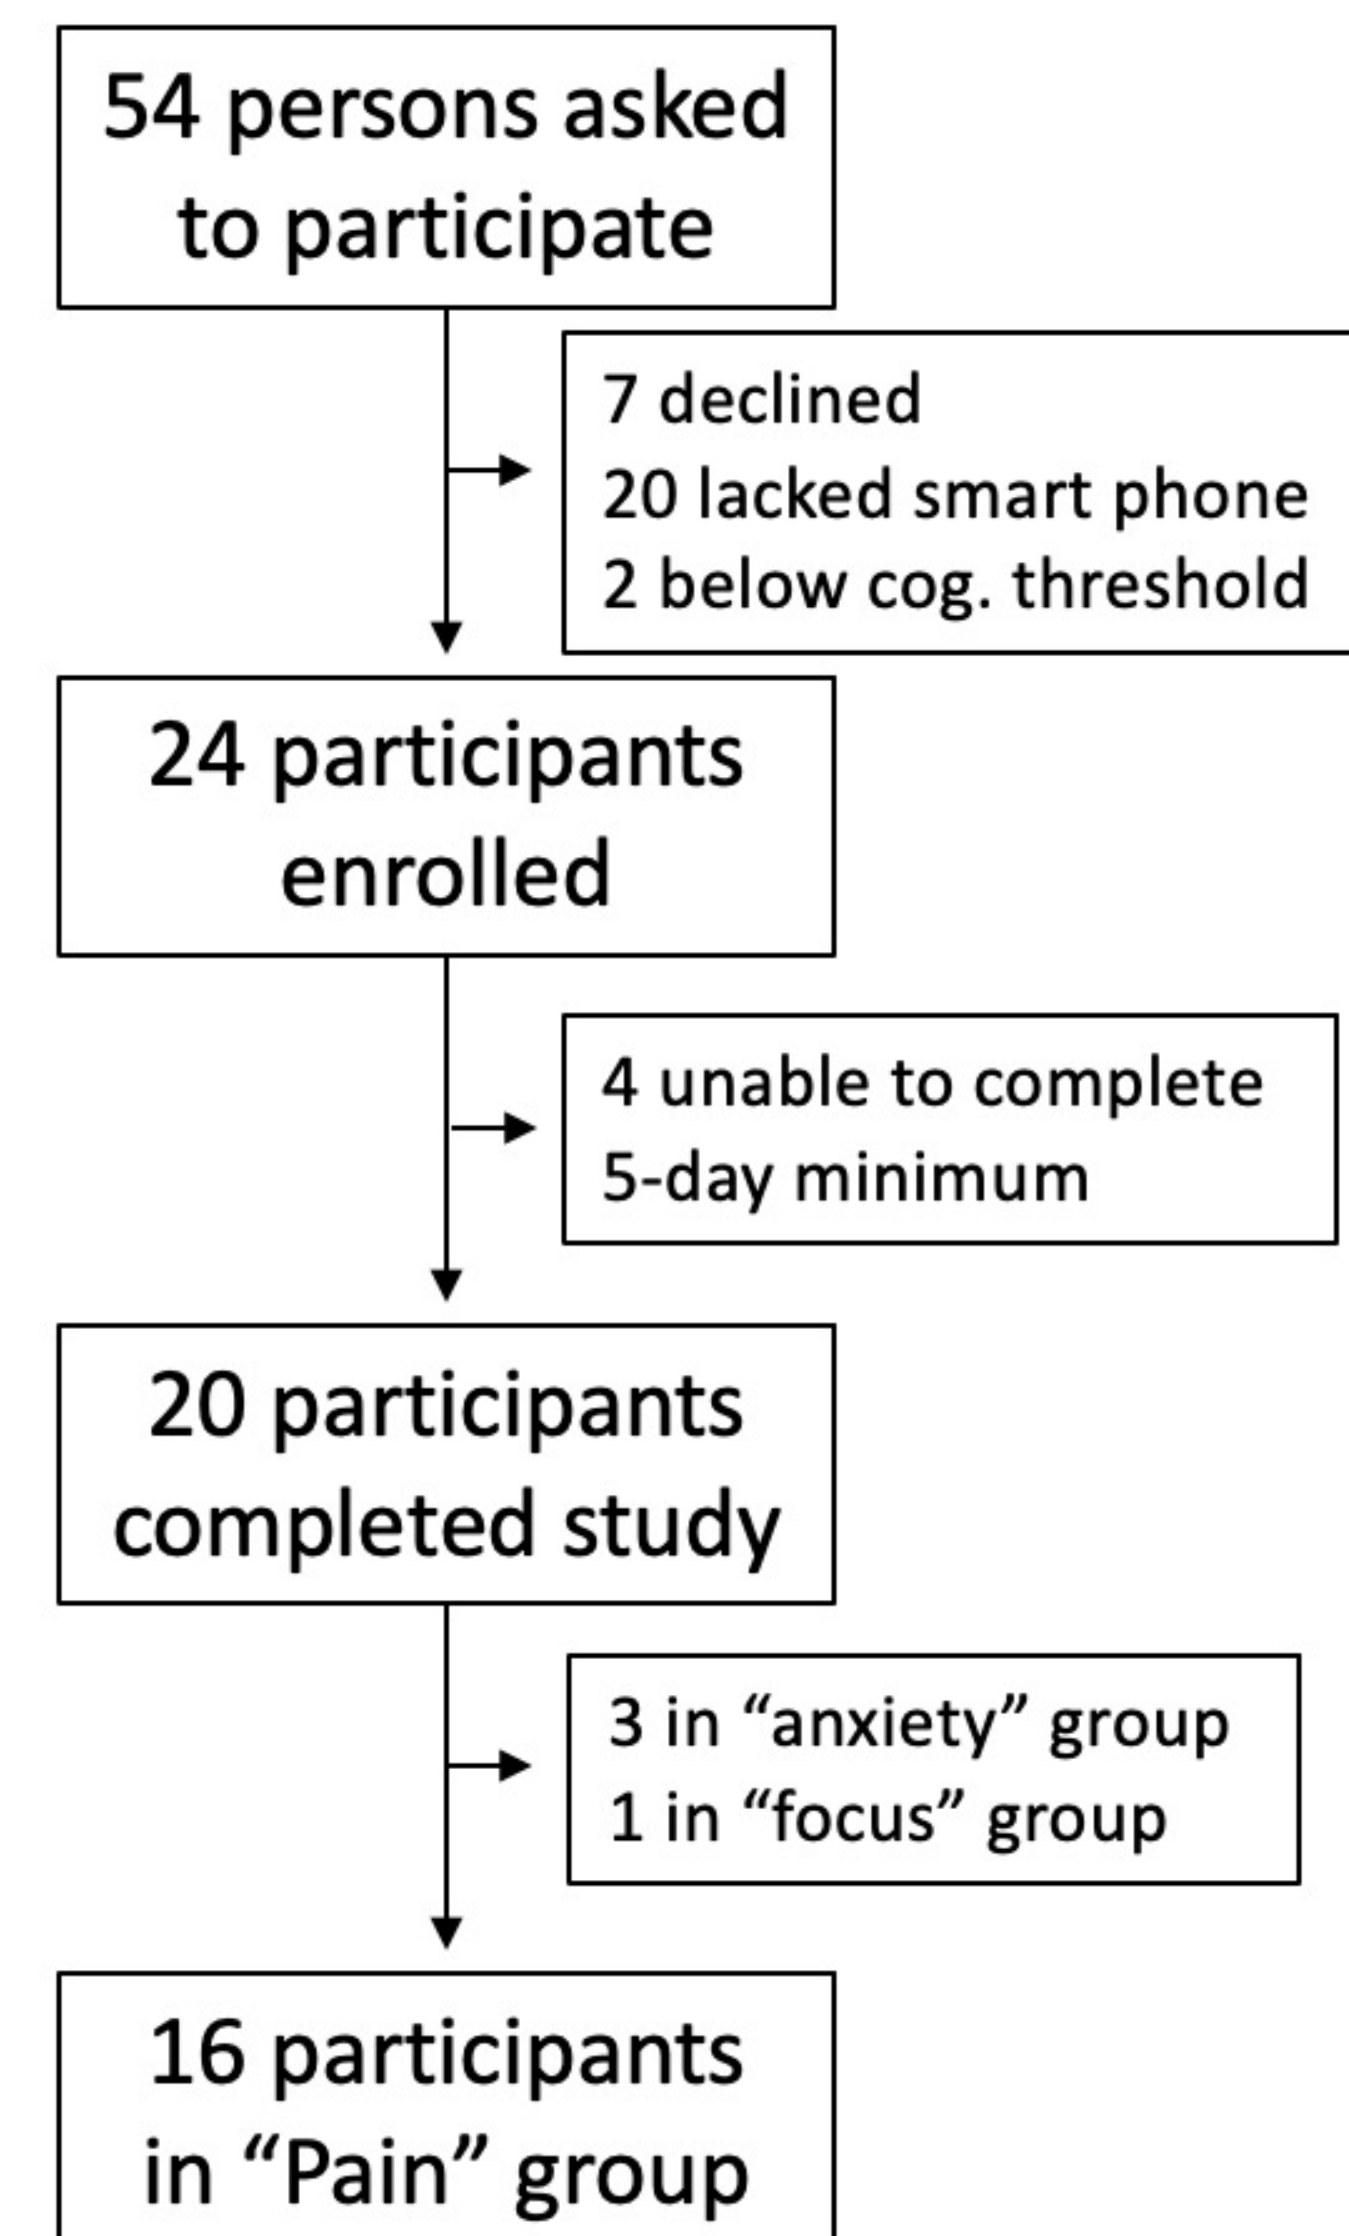 54 persons asked
to participate
7 declined
20 lacked smart phone
2 below cog. threshold
24 participants
enrolled
4 unable to complete
5-day minimum
20 participants
completed study
3 in “anxiety” group
1 in “focus” group
16 participants
in “Pain” group